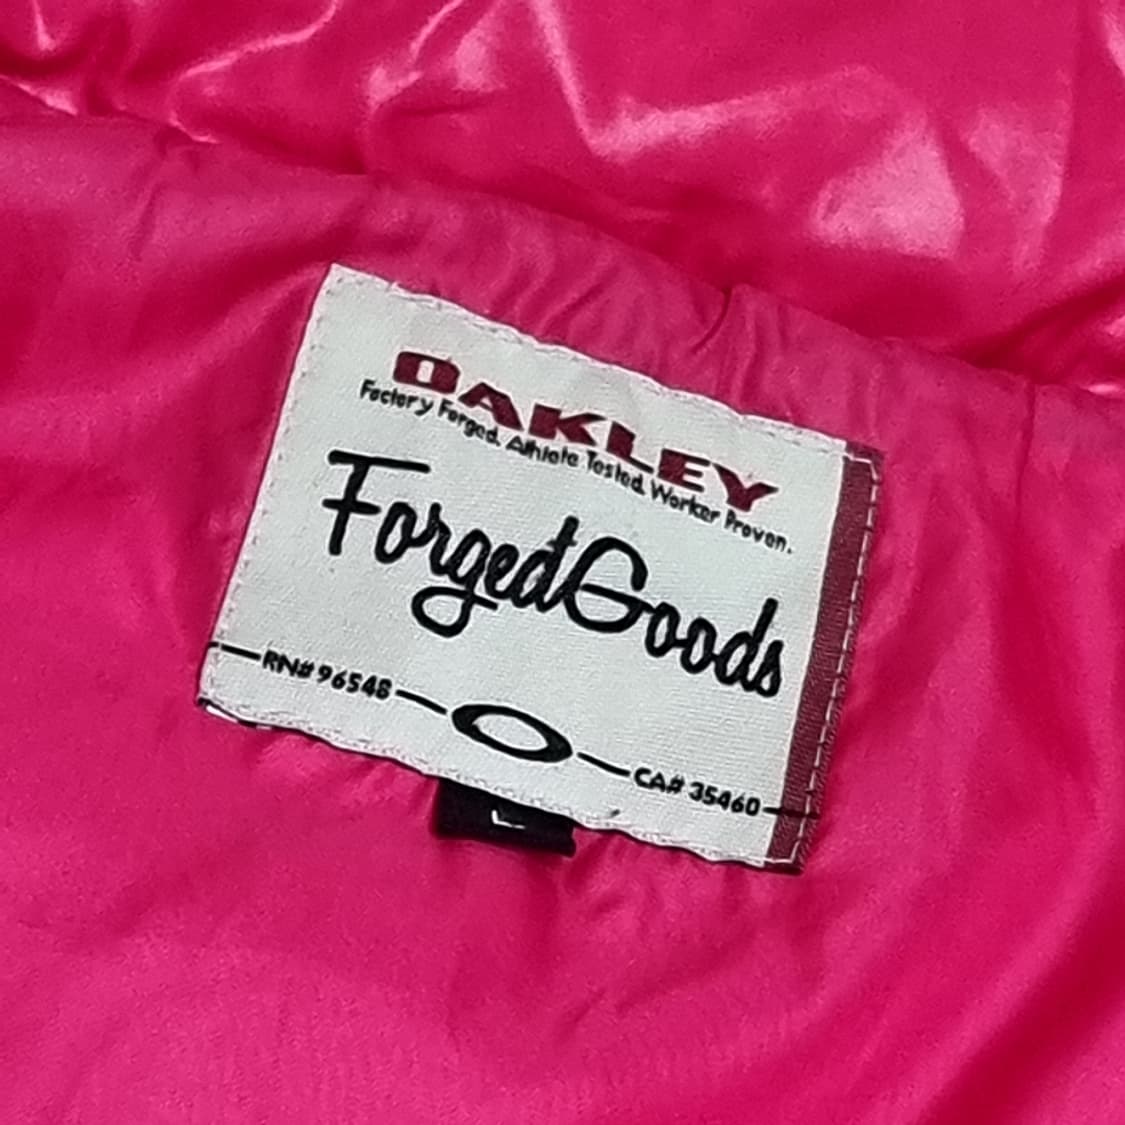 OAKLEY
Factory Forged. Athlete Tested. Worker Proven.
ForgedGoods
RN# 96548
CA# 35460
L